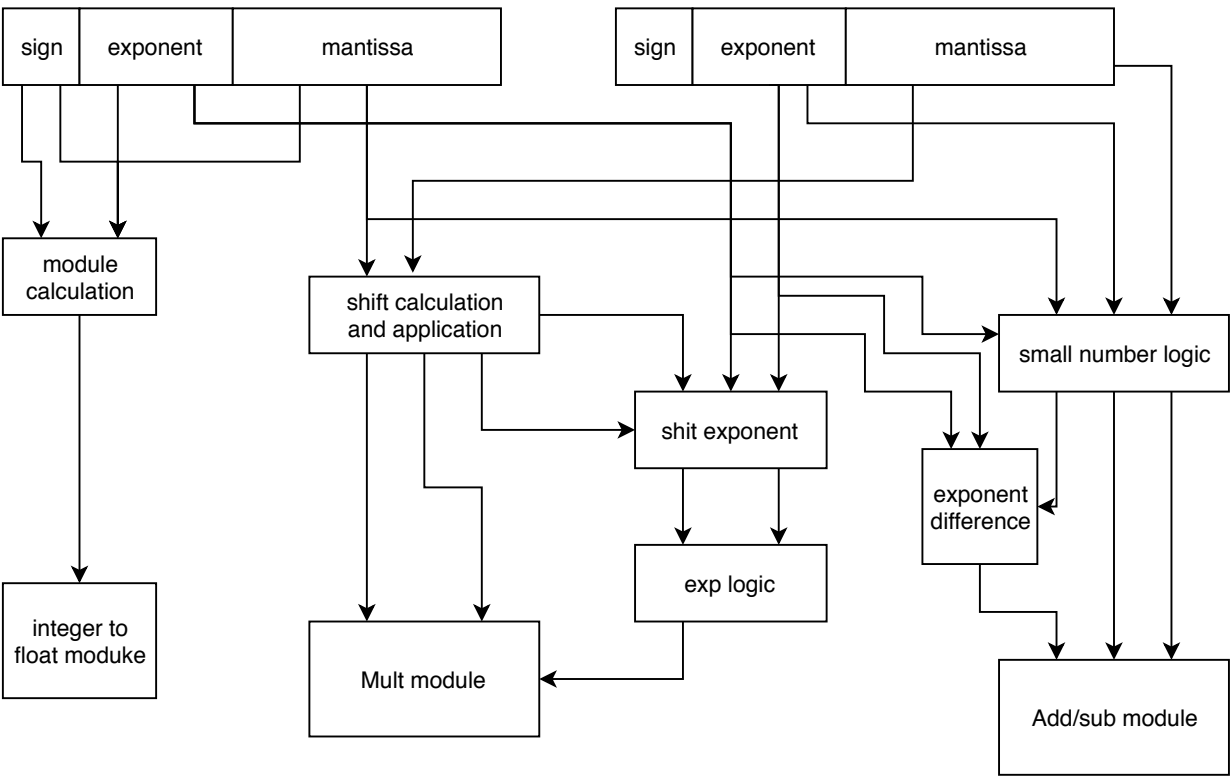 sign exponent mantissa
sign exponent mantissa
module
calculation
shift calculation
and application
small number logic
shit exponent
exponent
difference
exp logic
integer to
float moduke
Mult module
Add/sub module